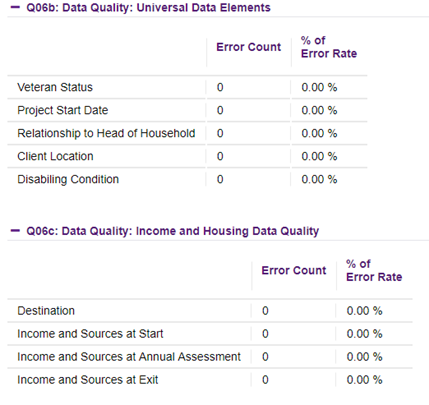 − Q06b: Data Quality: Universal Data Elements
Error Count % of
Error Rate
Veteran Status 0 0.00 %
Project Start Date 0 0.00 %
Relationship to Head of Household 0 0.00 %
Client Location 0 0.00 %
Disabiling Condition 0 0.00 %
− Q06c: Data Quality: Income and Housing Data Quality
Error Count % of
Error Rate
Destination 0 0.00 %
Income and Sources at Start 0 0.00 %
Income and Sources at Annual Assessment 0 0.00 %
Income and Sources at Exit 0 0.00 %